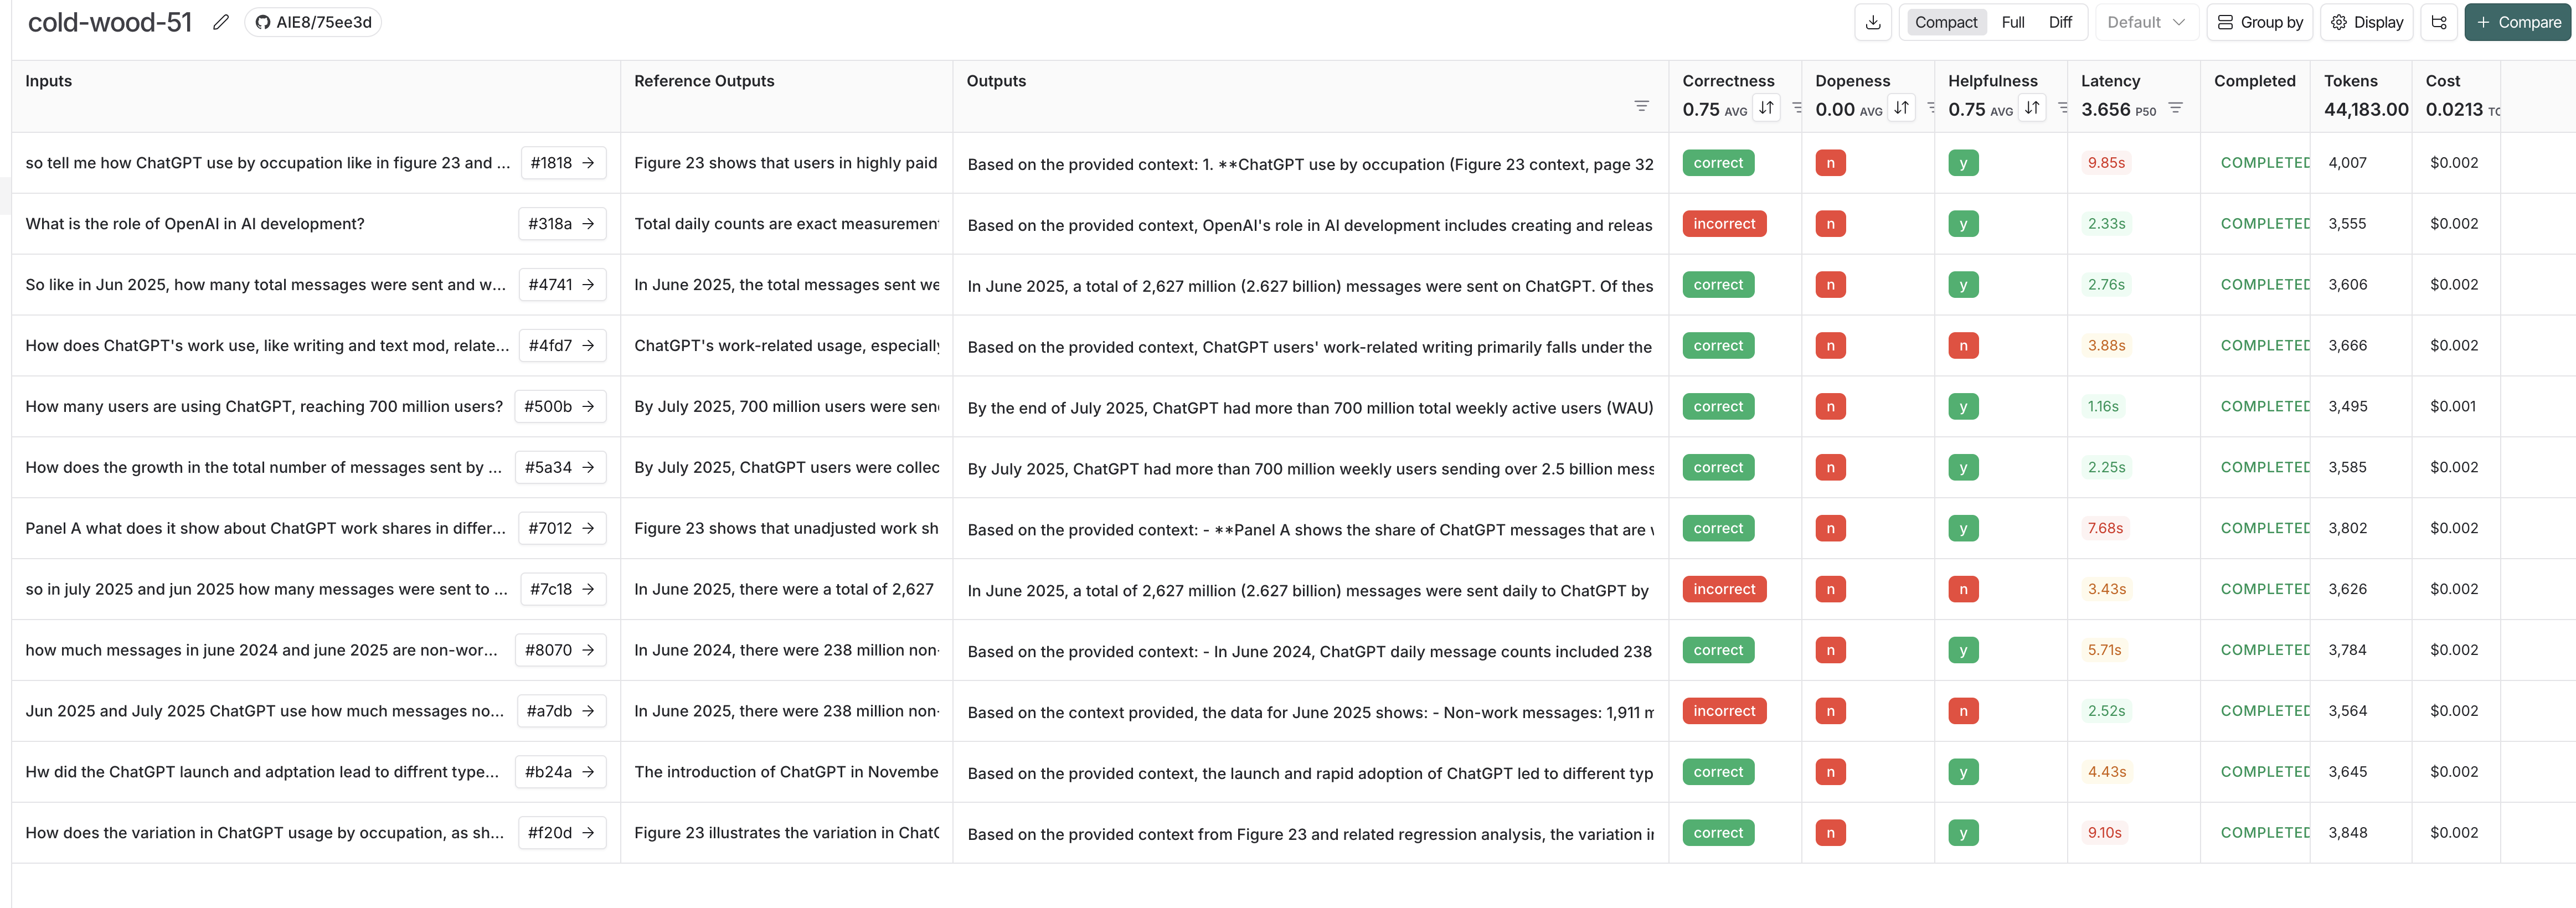 cold-wood-51 AIE8/75ee3d Compact Full Diff Default Group by Display + Compare
Inputs Reference Outputs Outputs Correctness Dopeness Helpfulness Latency Completed Tokens Cost
0.75 AVG 0.00 AVG 0.75 AVG 3.656 P50 44,183.00 0.0213
so tell me how ChatGPT use by occupation like in figure 23 and ... #1818 → Figure 23 shows that users in highly paid Based on the provided context: 1. **ChatGPT use by occupation (Figure 23 context, page 32 correct n y 9.85s COMPLETED 4,007 $0.002
What is the role of OpenAI in AI development? #318a → Total daily counts are exact measurement Based on the provided context, OpenAI's role in AI development includes creating and releas incorrect n y 2.33s COMPLETED 3,555 $0.002
So like in Jun 2025, how many total messages were sent and w... #4741 → In June 2025, the total messages sent we In June 2025, a total of 2,627 million (2.627 billion) messages were sent on ChatGPT. Of thes correct n y 2.76s COMPLETED 3,606 $0.002
How does ChatGPT's work use, like writing and text mod, relate... #4fd7 → ChatGPT's work-related usage, especially Based on the provided context, ChatGPT users' work-related writing primarily falls under the correct n n 3.88s COMPLETED 3,666 $0.002
How many users are using ChatGPT, reaching 700 million users? #500b → By July 2025, 700 million users were sen By the end of July 2025, ChatGPT had more than 700 million total weekly active users (WAU) correct n y 1.16s COMPLETED 3,495 $0.001
How does the growth in the total number of messages sent by ... #5a34 → By July 2025, ChatGPT users were collec By July 2025, ChatGPT had more than 700 million weekly users sending over 2.5 billion mess correct n y 2.25s COMPLETED 3,585 $0.002
Panel A what does it show about ChatGPT work shares in differ... #7012 → Figure 23 shows that unadjusted work sh Based on the provided context: - **Panel A shows the share of ChatGPT messages that are correct n y 7.68s COMPLETED 3,802 $0.002
so in july 2025 and jun 2025 how many messages were sent to ... #7c18 → In June 2025, there were a total of 2,627 In June 2025, a total of 2,627 million (2.627 billion) messages were sent daily to ChatGPT by incorrect n n 3.43s COMPLETED 3,626 $0.002
how much messages in june 2024 and june 2025 are non-wor... #8070 → In June 2024, there were 238 million non- Based on the provided context: - In June 2024, ChatGPT daily message counts included 238 correct n y 5.71s COMPLETED 3,784 $0.002
Jun 2025 and July 2025 ChatGPT use how much messages no... #a7db → In June 2025, there were 238 million non- Based on the context provided, the data for June 2025 shows: - Non-work messages: 1,911 m incorrect n n 2.52s COMPLETED 3,564 $0.002
Hw did the ChatGPT launch and adptation lead to diffrent type... #b24a → The introduction of ChatGPT in Novembe Based on the provided context, the launch and rapid adoption of ChatGPT led to different typ correct n y 4.43s COMPLETED 3,645 $0.002
How does the variation in ChatGPT usage by occupation, as sh... #f20d → Figure 23 illustrates the variation in Chat Based on the provided context from Figure 23 and related regression analysis, the variation i correct n y 9.10s COMPLETED 3,848 $0.002